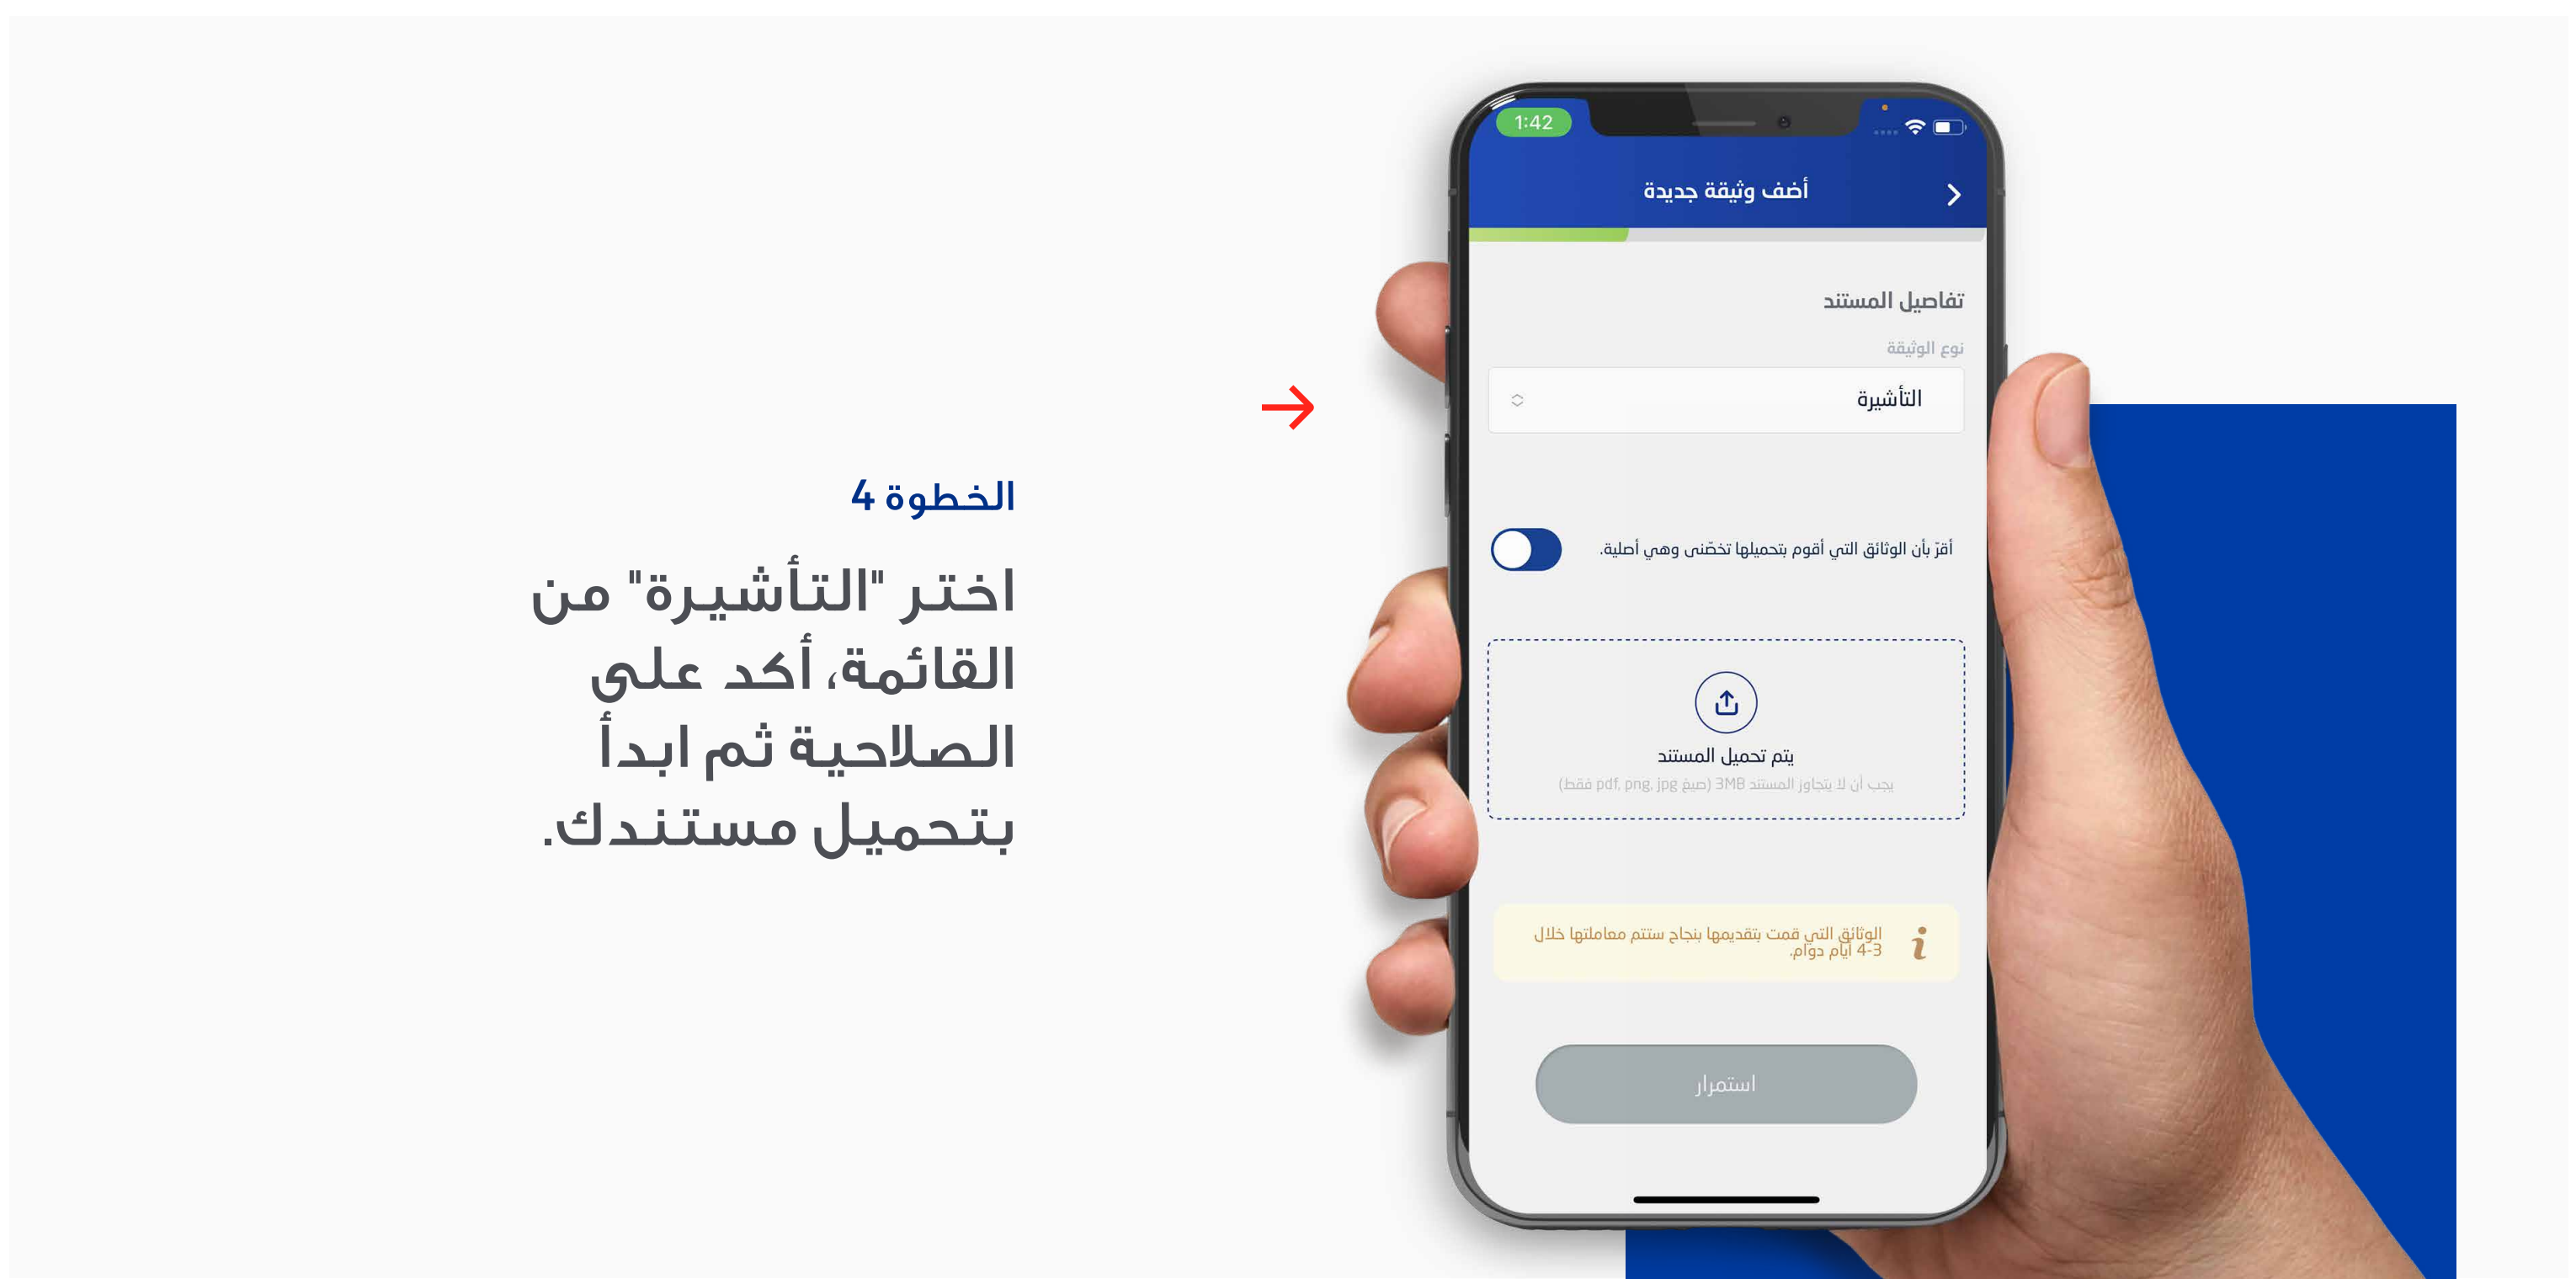 الخطوة 4
اختر "التأشيرة" من
القائمة، أكد على
الصلاحية ثم ابدأ
بتحميل مستندك.
1:42
أضف وثيقة جديدة
تفاصيل المستند
نوع الوثيقة
التأشيرة
أقرّ بأن الوثائق التي أقوم بتحميلها تخصّنى وهي أصلية.
يتم تحميل المستند
يجب أن لا يتجاوز المستند 3MB (صيغ pdf, png, jpg فقط)
الوثائق التي قمت بتقديمها بنجاح ستتم معاملتها خلال
3-4 أيام دوام.
استمرار